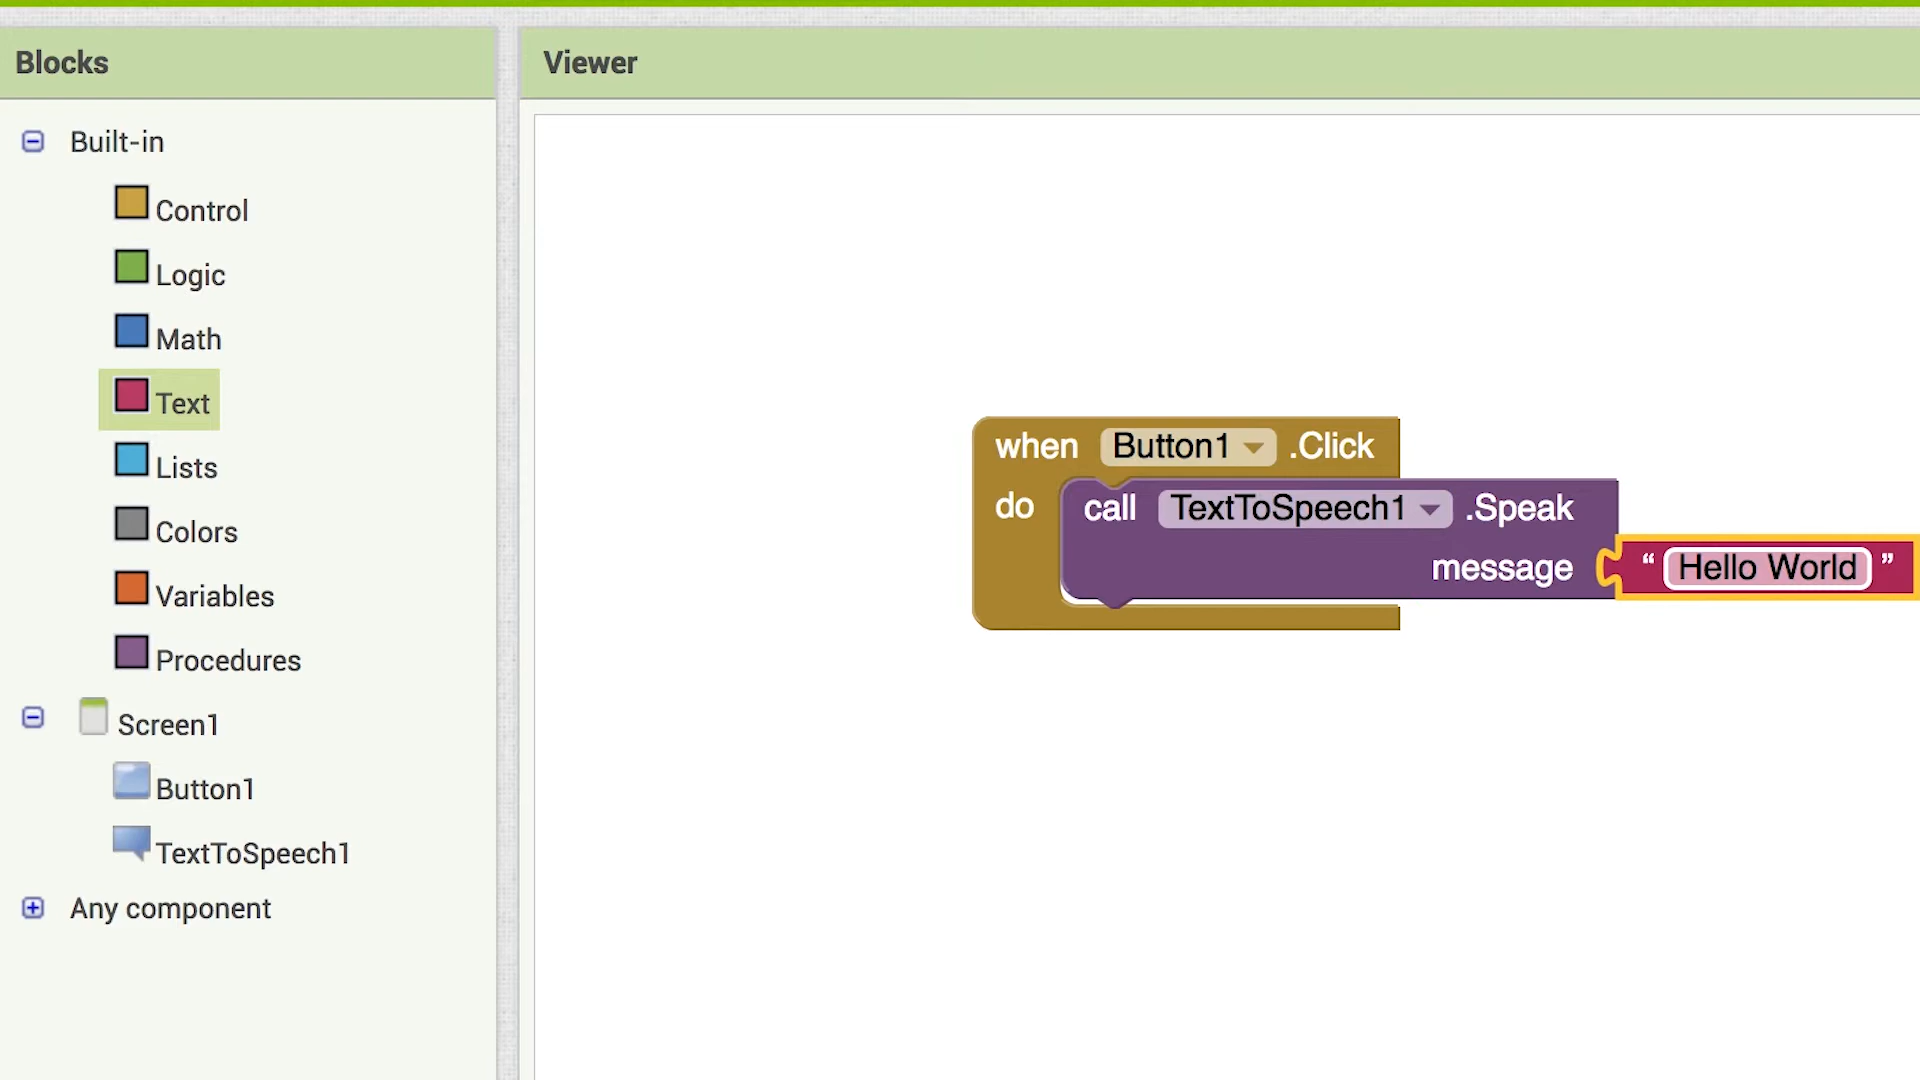 Blocks
Viewer
Built-in
Control
Logic
Math
Text
Lists
Colors
Variables
Procedures
Screen1
Button1
TextToSpeech1
Any component
when Button1 .Click
do call TextToSpeech1 .Speak
message “ Hello World ”